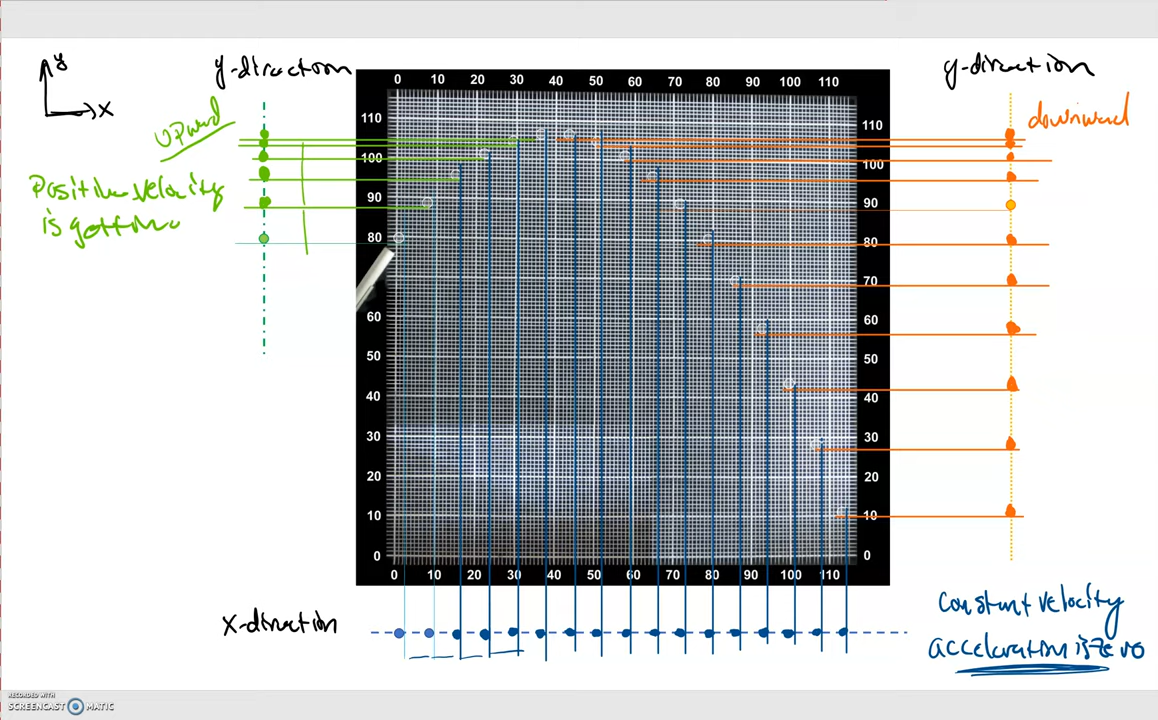 y
x
y-direction
y-direction
upward
downward
Positive velocity
is getting
0 10 20 30 40 50 60 70 80 90 100 110
110 110
100 100
90 90
80 80
70
60 60
50 50
40 40
30 30
20 20
10 10
0 0
0 10 20 30 40 50 60 70 80 90 100 110
x-direction
constant velocity
acceleration is zero
RECORDED WITH
SCREENCAST MATIC